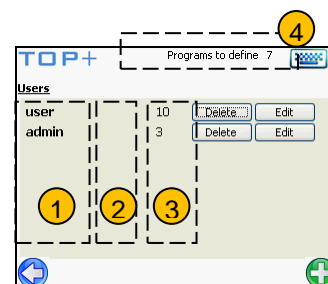 4
TOP+ Programs to define 7
Users
user 10 Delete Edit
admin 3 Delete Edit
1 2 3